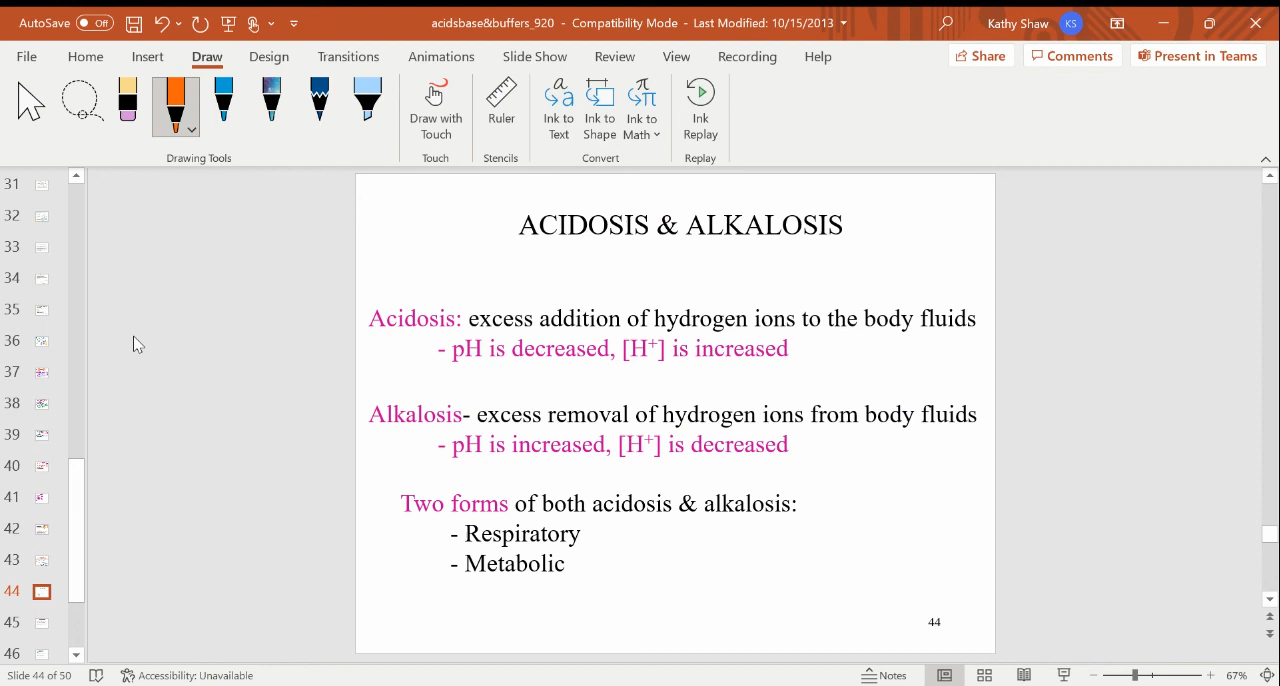 AutoSave Off acidsbase&buffers_920 - Compatibility Mode - Last Modified: 10/15/2013 Kathy Shaw KS
File Home Insert Draw Design Transitions Animations Slide Show Review View Recording Help Share Comments Present in Teams
Draw with Touch
Ruler
Ink to Text
Ink to Shape
Ink to Math
Ink Replay
Drawing Tools Touch Stencils Convert Replay
31
32
33
34
35
36
37
38
39
40
41
42
43
44
45
46
ACIDOSIS & ALKALOSIS
Acidosis: excess addition of hydrogen ions to the body fluids
- pH is decreased, [H⁺] is increased
Alkalosis- excess removal of hydrogen ions from body fluids
- pH is increased, [H⁺] is decreased
Two forms of both acidosis & alkalosis:
- Respiratory
- Metabolic
44
Slide 44 of 50 Accessibility: Unavailable Notes 67%